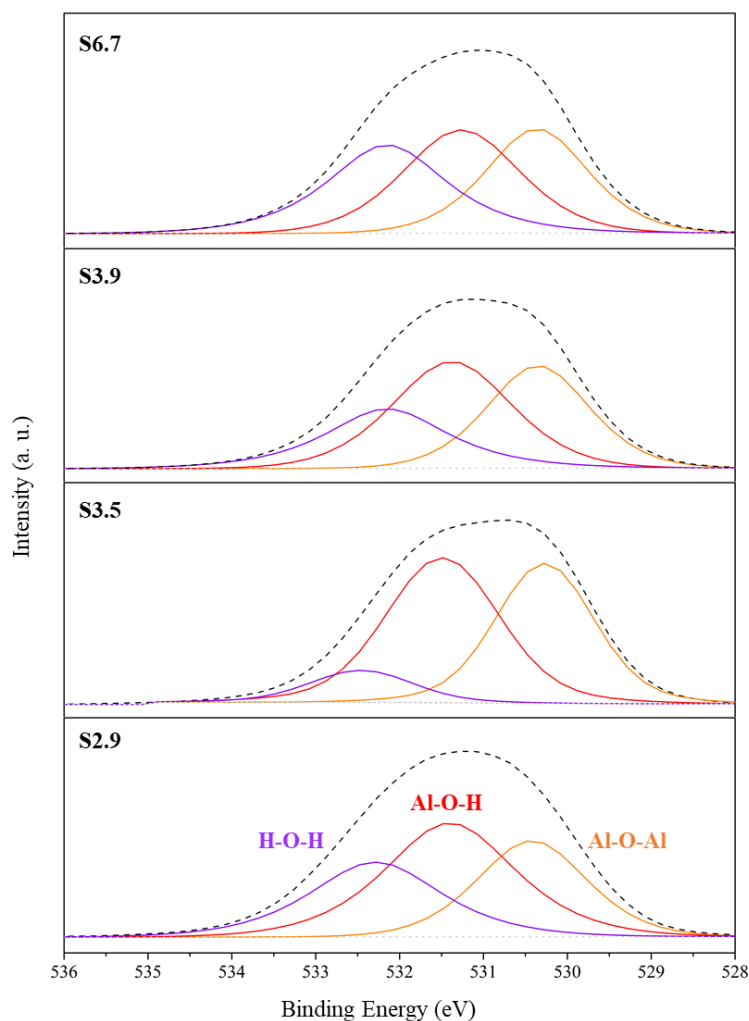 S6.7
S3.9
S3.5
S2.9
H-O-H
Al-O-H
Al-O-Al
Intensity (a. u.)
536 535 534 533 532 531 530 529 528
Binding Energy (eV)